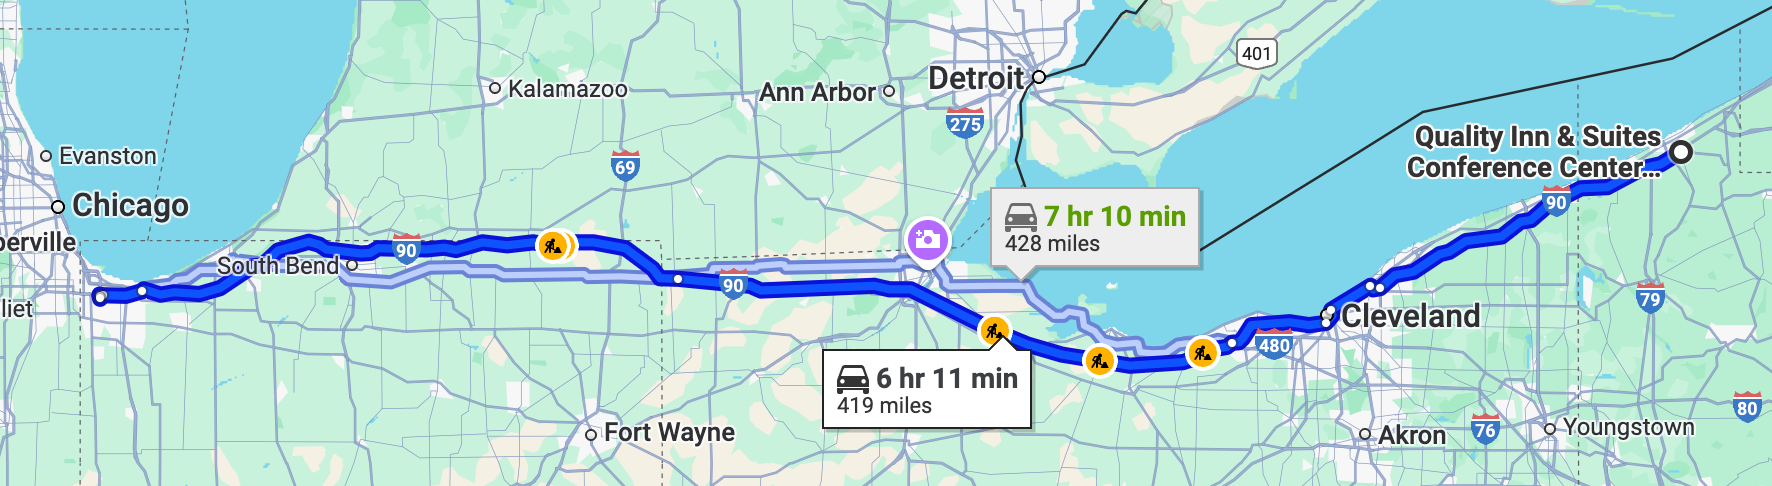 401
Detroit
Kalamazoo
Ann Arbor
275
Quality Inn & Suites
Conference Center...
Evanston
69
90
Chicago
7 hr 10 min
428 miles
perville
90
South Bend
90
79
liet
Cleveland
480
6 hr 11 min
419 miles
80
Fort Wayne
Akron
76
Youngstown